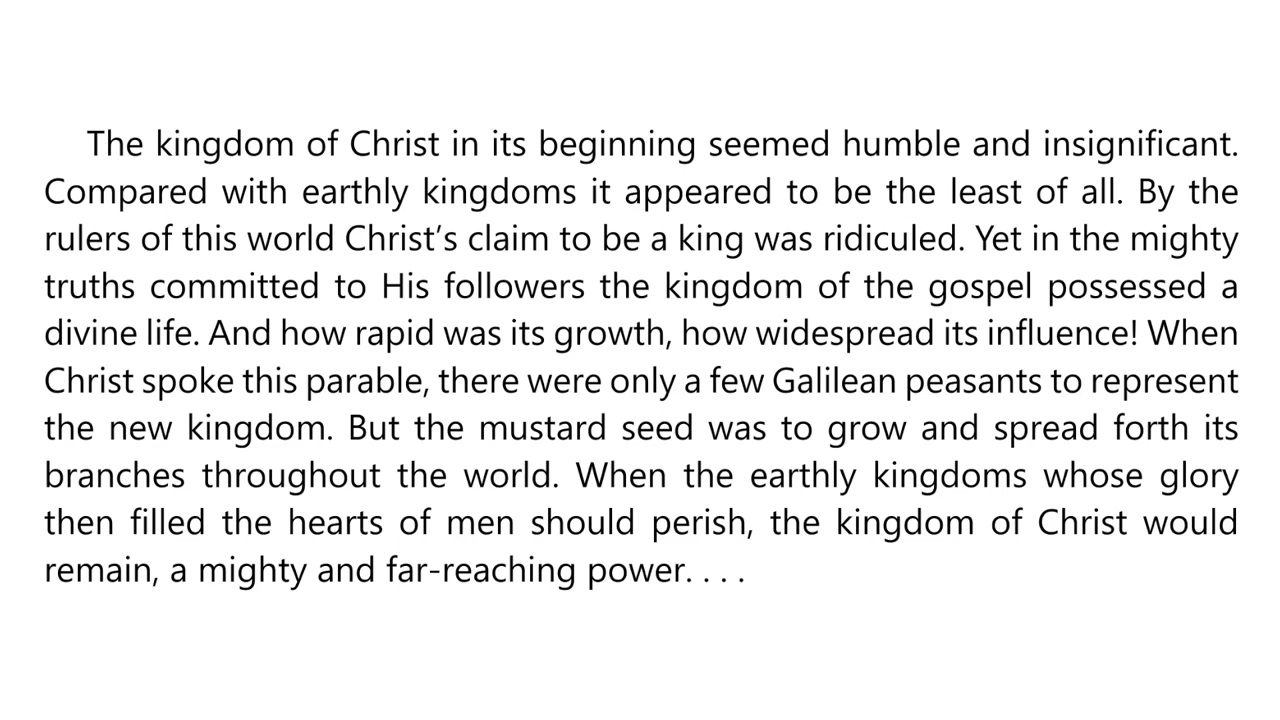 The kingdom of Christ in its beginning seemed humble and insignificant.
Compared with earthly kingdoms it appeared to be the least of all. By the
rulers of this world Christ’s claim to be a king was ridiculed. Yet in the mighty
truths committed to His followers the kingdom of the gospel possessed a
divine life. And how rapid was its growth, how widespread its influence! When
Christ spoke this parable, there were only a few Galilean peasants to represent
the new kingdom. But the mustard seed was to grow and spread forth its
branches throughout the world. When the earthly kingdoms whose glory
then filled the hearts of men should perish, the kingdom of Christ would
remain, a mighty and far-reaching power. . . .